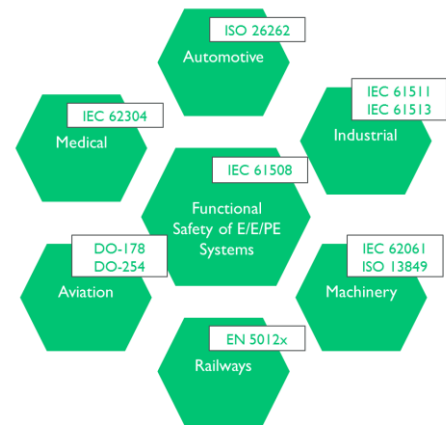 ISO 26262
Automotive
IEC 62304
Medical
IEC 61511
IEC 61513
Industrial
IEC 61508
Functional
Safety of E/E/PE
Systems
DO-178
DO-254
Aviation
IEC 62061
ISO 13849
Machinery
EN 5012x
Railways